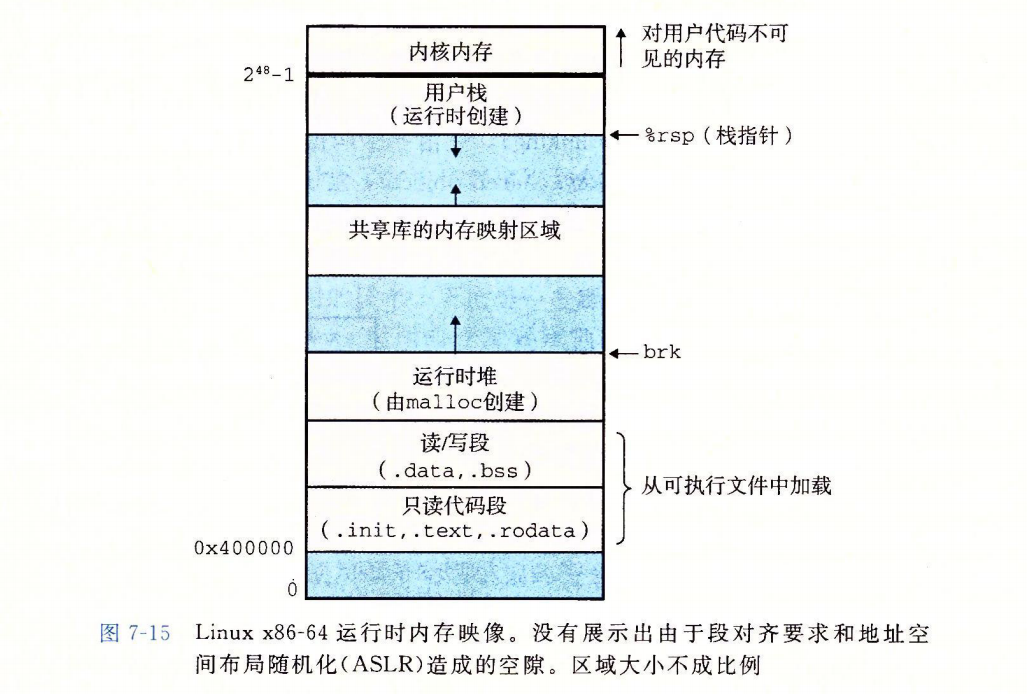 内核内存
对用户代码不可
见的内存
2⁴⁸-1
用户栈
(运行时创建)
%rsp(栈指针)
共享库的内存映射区域
brk
运行时堆
(由malloc创建)
读/写段
(.data,.bss)
从可执行文件中加载
只读代码段
(.init,.text,.rodata)
0x400000
0
图 7-15 Linux x86-64 运行时内存映像。没有展示出由于段对齐要求和地址空
间布局随机化(ASLR)造成的空隙。区域大小不成比例